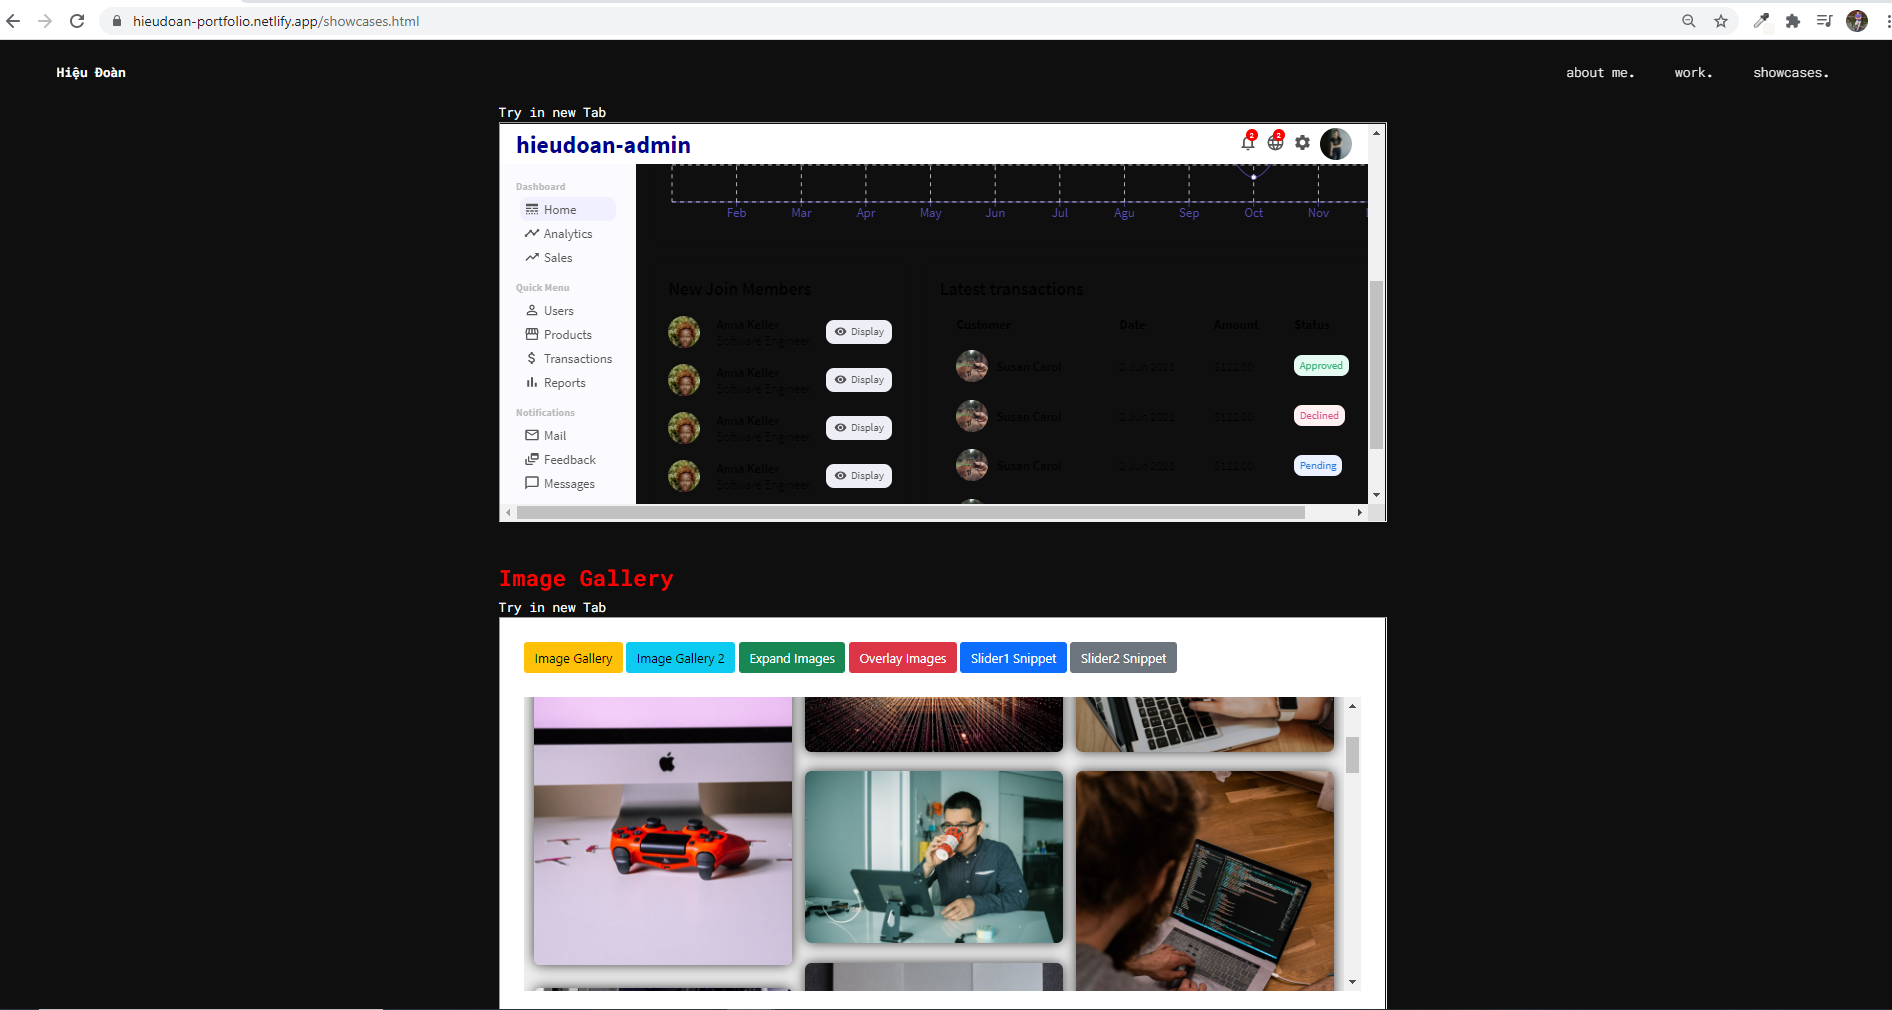 hieudoan-portfolio.netlify.app/showcases.html
Hiệu Đoàn
about me. work. showcases.
Try in new Tab
hieudoan-admin
2 2
Dashboard
Home
Analytics
Sales
Quick Menu
Users
Products
Transactions
Reports
Notifications
Mail
Feedback
Messages
Feb Mar Apr May Jun Jul Agu Sep Oct Nov
New Join Members
Anna Keller
Software Engineer
Display
Anna Keller
Software Engineer
Display
Anna Keller
Software Engineer
Display
Anna Keller
Software Engineer
Display
Latest transactions
Customer Date Amount Status
Susan Carol 2 Jun 2021 $122.00 Approved
Susan Carol 2 Jun 2021 $122.00 Declined
Susan Carol 2 Jun 2021 $122.00 Pending
Image Gallery
Try in new Tab
Image Gallery Image Gallery 2 Expand Images Overlay Images Slider1 Snippet Slider2 Snippet